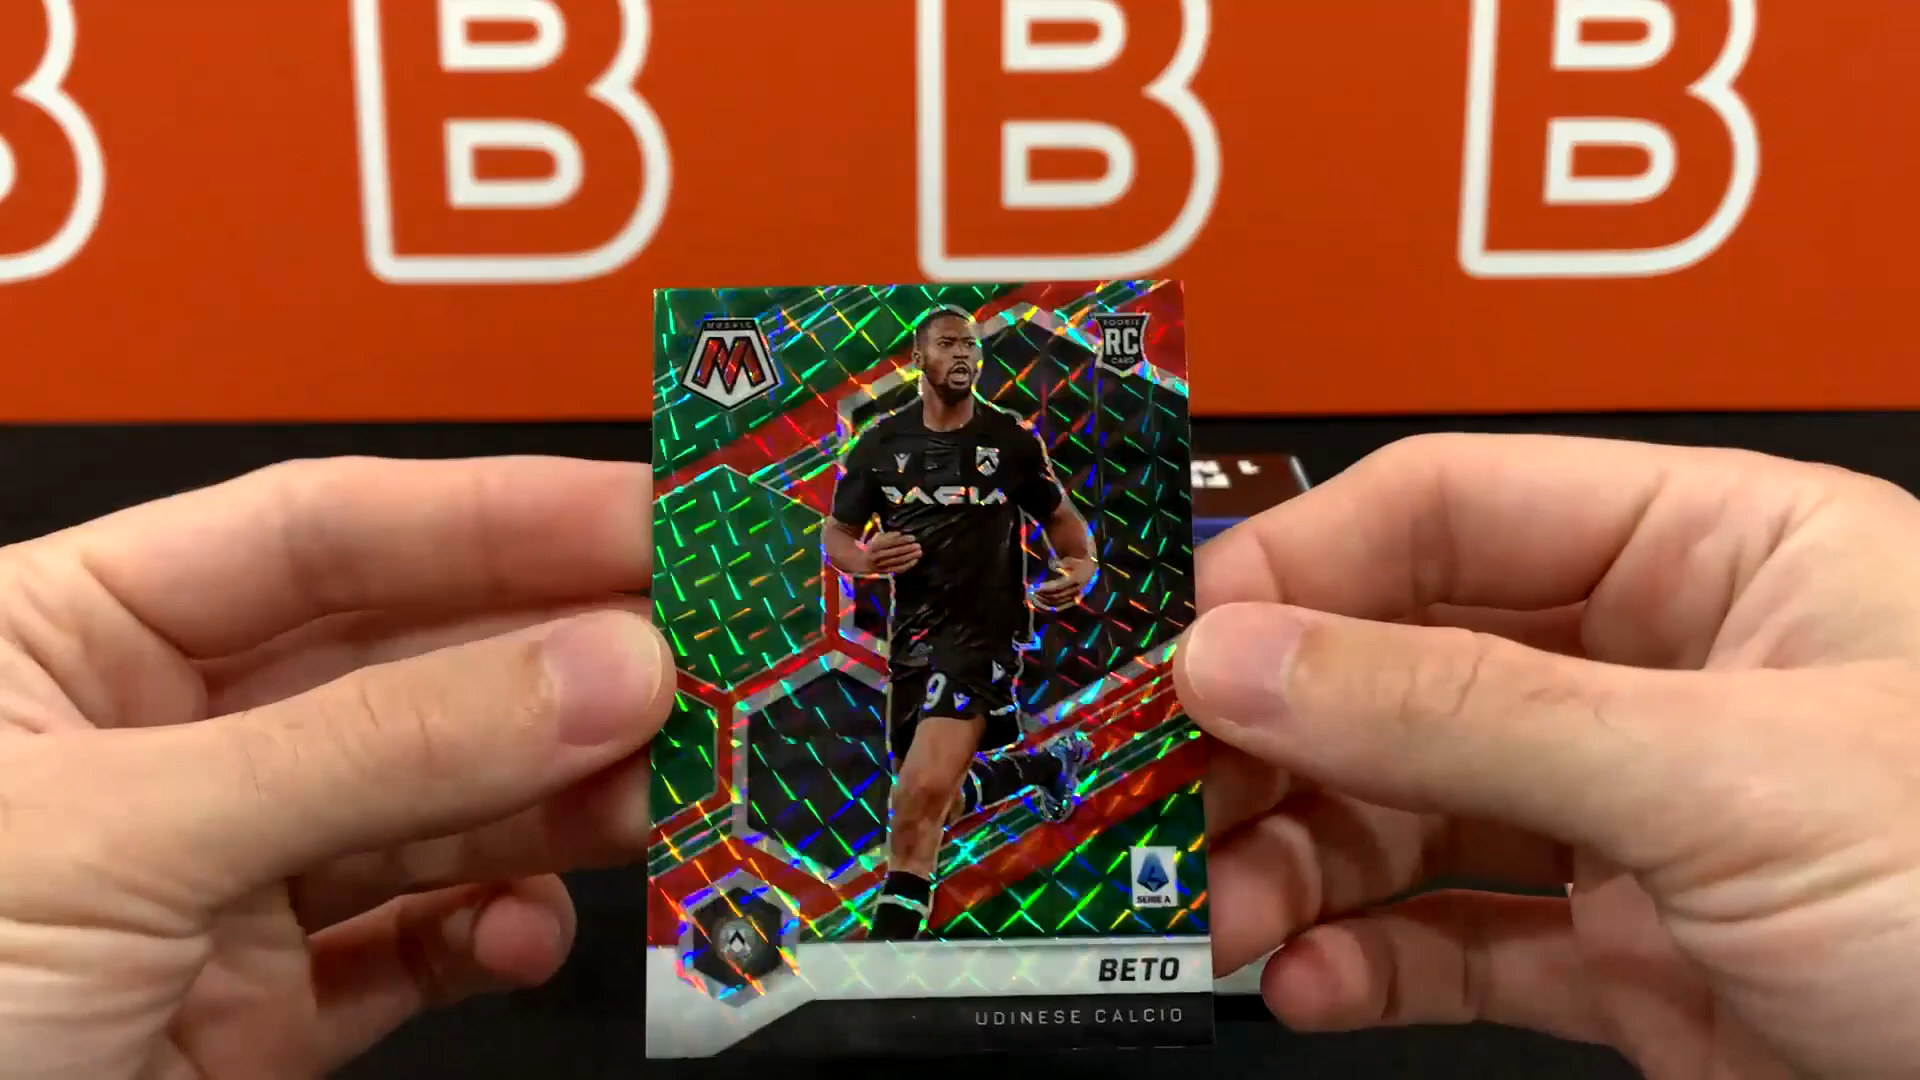 B B B
MOSAIC
M
ROOKIE
RC
CARD
DACIA
9
SERIE A
BETO
UDINESE CALCIO